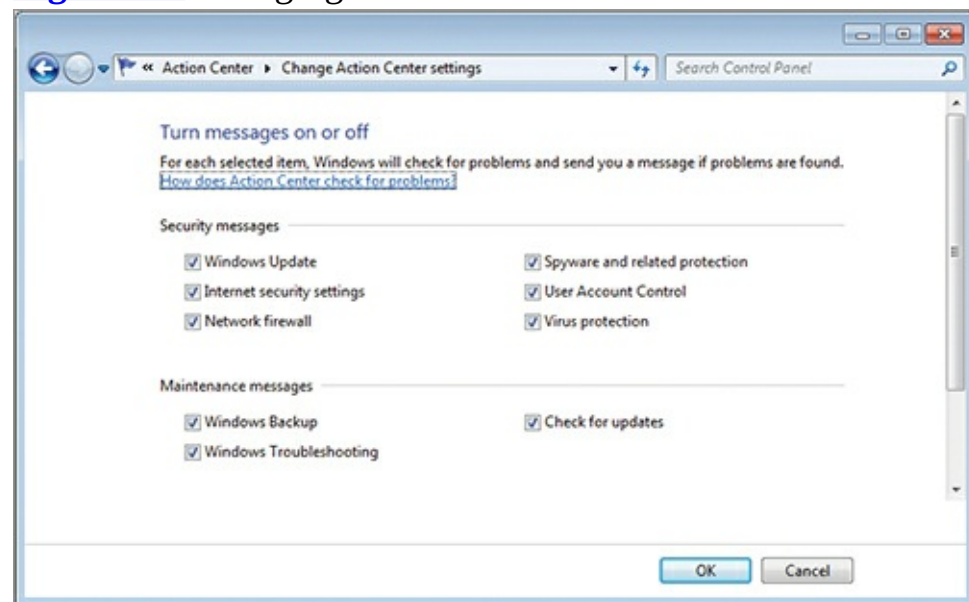 « Action Center ▸ Change Action Center settings Search Control Panel
Turn messages on or off
For each selected item, Windows will check for problems and send you a message if problems are found.
How does Action Center check for problems?
Security messages
Windows Update Spyware and related protection
Internet security settings User Account Control
Network firewall Virus protection
Maintenance messages
Windows Backup Check for updates
Windows Troubleshooting
OK Cancel